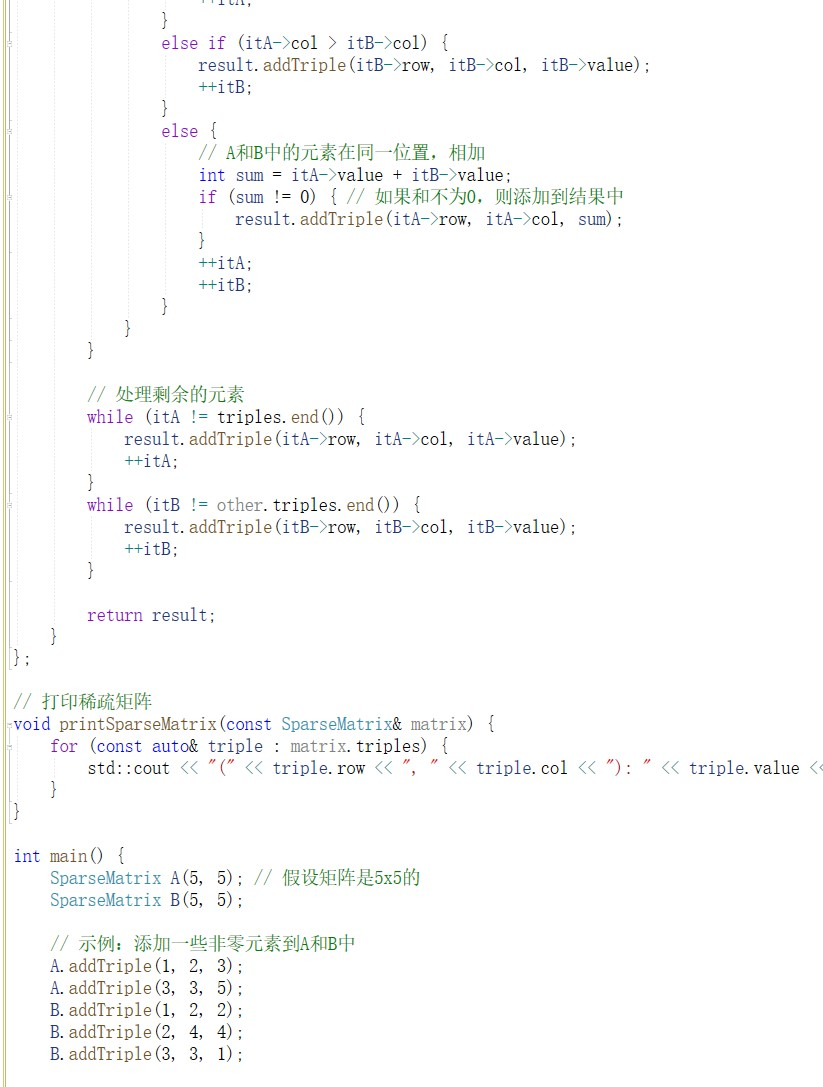 ++itA;
}
else if (itA->col > itB->col) {
result.addTriple(itB->row, itB->col, itB->value);
++itB;
}
else {
// A和B中的元素在同一位置，相加
int sum = itA->value + itB->value;
if (sum != 0) { // 如果和不为0，则添加到结果中
result.addTriple(itA->row, itA->col, sum);
}
++itA;
++itB;
}
}
}
// 处理剩余的元素
while (itA != triples.end()) {
result.addTriple(itA->row, itA->col, itA->value);
++itA;
}
while (itB != other.triples.end()) {
result.addTriple(itB->row, itB->col, itB->value);
++itB;
}
return result;
}
};
// 打印稀疏矩阵
void printSparseMatrix(const SparseMatrix& matrix) {
for (const auto& triple : matrix.triples) {
std::cout << "(" << triple.row << ", " << triple.col << "): " << triple.value <<
}
}
int main() {
SparseMatrix A(5, 5); // 假设矩阵是5x5的
SparseMatrix B(5, 5);
// 示例：添加一些非零元素到A和B中
A.addTriple(1, 2, 3);
A.addTriple(3, 3, 5);
B.addTriple(1, 2, 2);
B.addTriple(2, 4, 4);
B.addTriple(3, 3, 1);